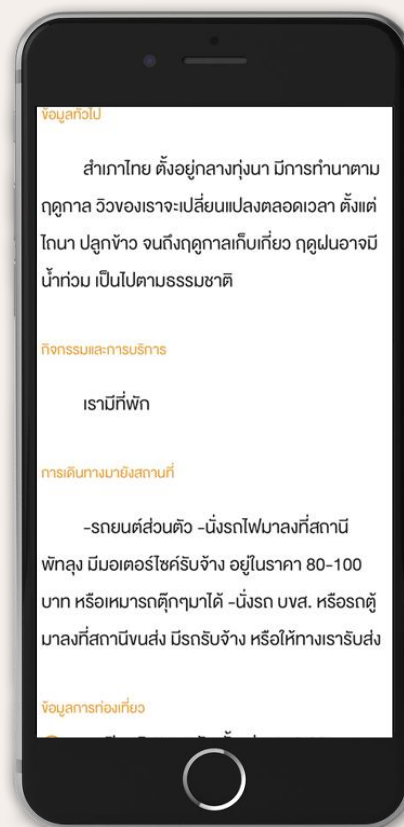 ข้อมูลทั่วไป
สำเภาไทย ตั้งอยู่กลางทุ่งนา มีการทำนาตาม
ฤดูกาล วิวของเราจะเปลี่ยนแปลงตลอดเวลา ตั้งแต่
ไถนา ปลูกข้าว จนถึงฤดูกาลเก็บเกี่ยว ฤดูฝนอาจมี
น้ำท่วม เป็นไปตามธรรมชาติ
กิจกรรมและการบริการ
เรามีที่พัก
การเดินทางมายังสถานที่
-รถยนต์ส่วนตัว -นั่งรถไฟมาลงที่สถานี
พัทลุง มีมอเตอร์ไซค์รับจ้าง อยู่ในราคา 80-100
บาท หรือเหมารถตุ๊กๆมาได้ -นั่งรถ บขส. หรือรถตู้
มาลงที่สถานีขนส่ง มีรถรับจ้าง หรือให้ทางเรารับส่ง
ข้อมูลการท่องเที่ยว